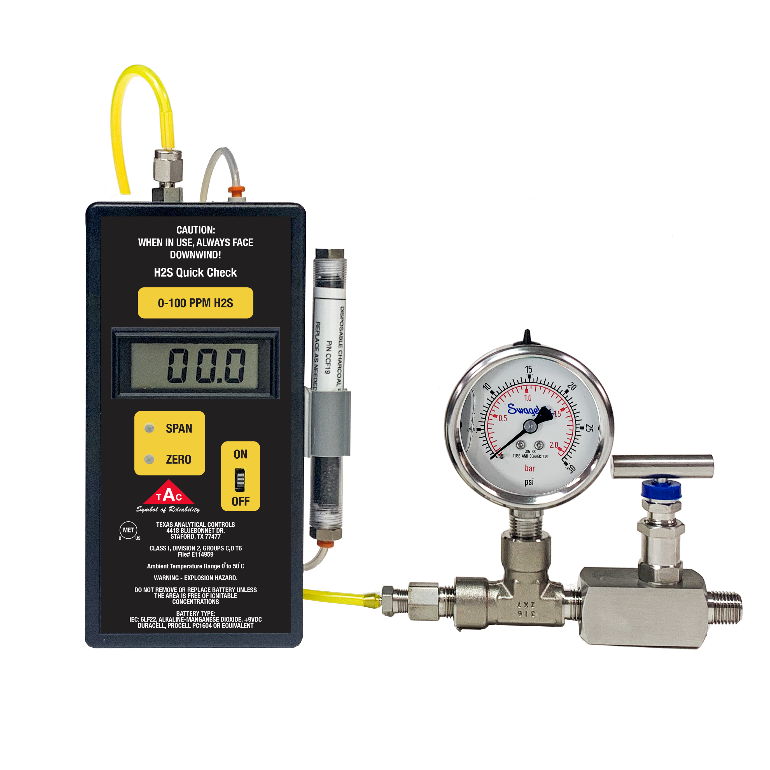 CAUTION:
WHEN IN USE, ALWAYS FACE
DOWNWIND!
H2S Quick Check
0-100 PPM H2S
00.0
SPAN
ZERO
ON
OFF
TAC
Symbol of Reliability
MET
US
TEXAS ANALYTICAL CONTROLS
4418 BLUEBONNET DR.
STAFORD, TX 77477
CLASS I, DIVISION 2, GROUPS C,D T6
File# E114969
Ambient Temperature Range 0° to 50°C
WARNING - EXPLOSION HAZARD.
DO NOT REMOVE OR REPLACE BATTERY UNLESS
THE AREA IS FREE OF IGNITABLE
CONCENTRATIONS
BATTERY TYPE:
IEC: 6LF22, ALKALINE-MANGANESE DIOXIDE, +9VDC
DURACELL, PROCELL PC1604 OR EQUIVALENT
DISPOSABLE CHARCOAL
P/N CCF19
REPLACE AS NEEDED
10
15
20
30
0.5
1.0
1.5
2.0
Swagel
bar
psi
316